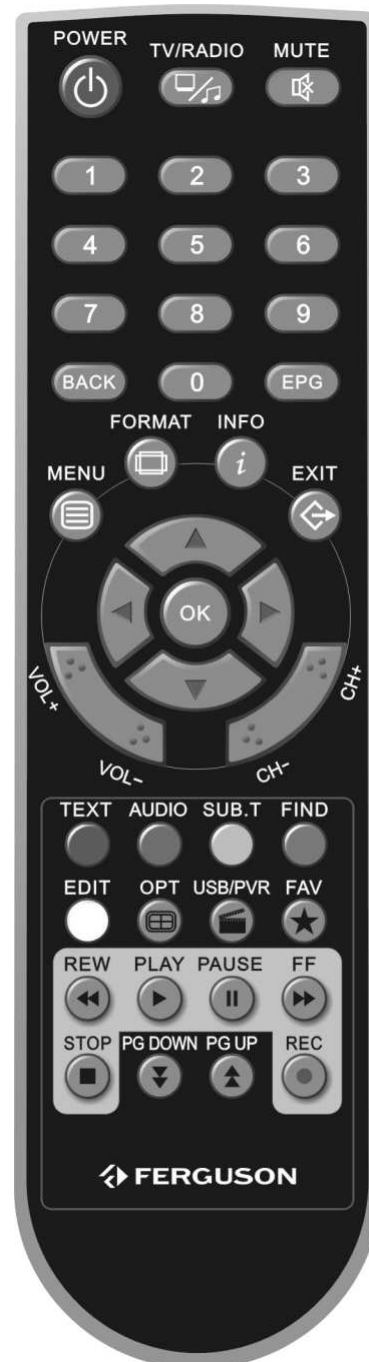 POWER TV/RADIO MUTE
1 2 3
4 5 6
7 8 9
BACK 0 EPG
FORMAT INFO
i
MENU EXIT
OK
VOL+ CH+
VOL- CH-
TEXT AUDIO SUB.T FIND
EDIT OPT USB/PVR FAV
REW PLAY PAUSE FF
STOP PG DOWN PG UP REC
FERGUSON